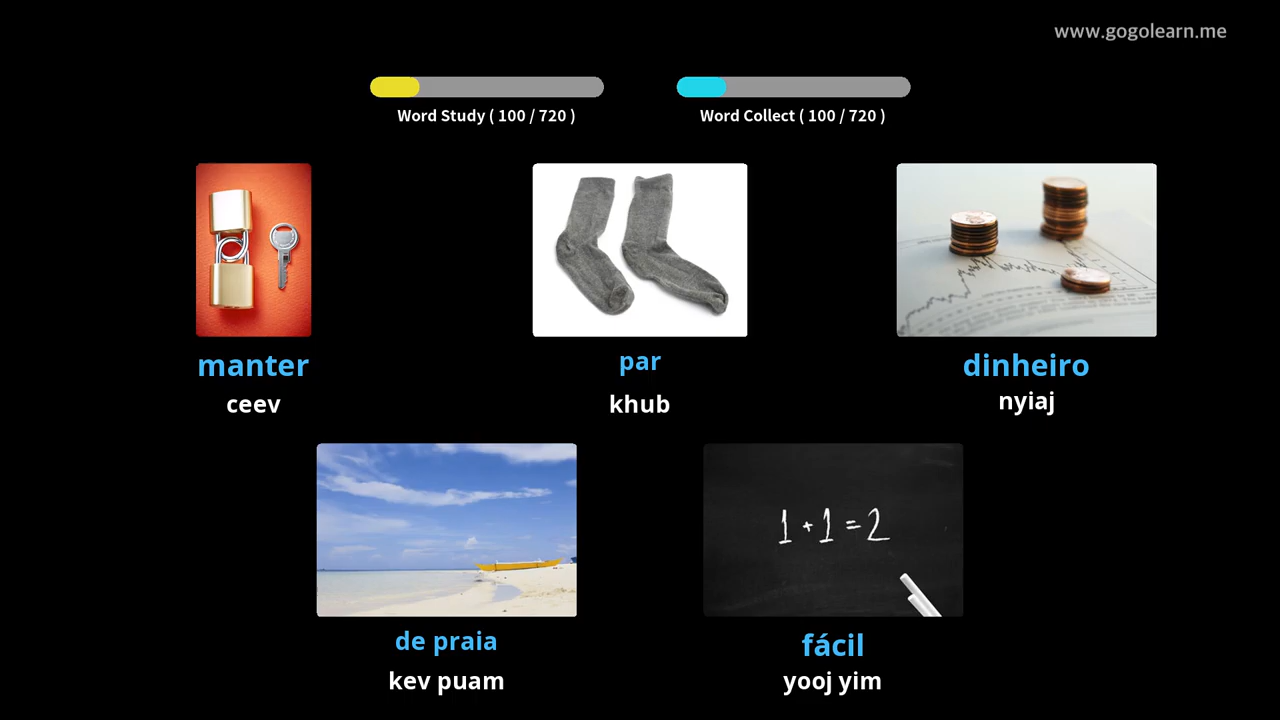 www.gogolearn.me
Word Study ( 100 / 720 )
Word Collect ( 100 / 720 )
manter
ceev
par
khub
dinheiro
nyiaj
1 + 1 = 2
de praia
kev puam
fácil
yooj yim